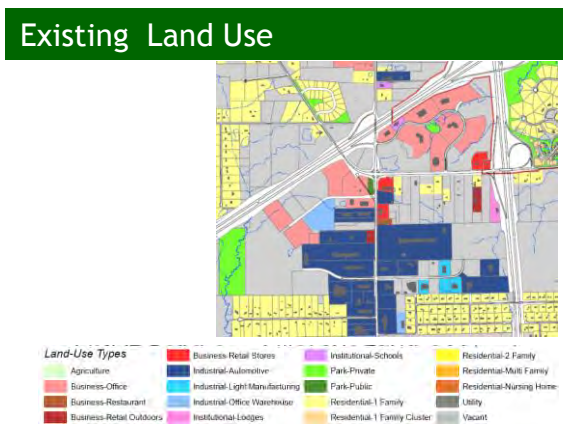 Existing Land Use
Land-Use Types
Agriculture
Business-Office
Business-Restaurant
Business-Retail Outdoors
Business-Retail Stores
Industrial-Automotive
Industrial-Light Manufacturing
Industrial-Office Warehouse
Institutional-Lodges
Institutional-Schools
Park-Private
Park-Public
Residential-1 Family
Residential-1 Family Cluster
Residential-2 Family
Residential-Multi Family
Residential-Nursing Home
Utility
Vacant